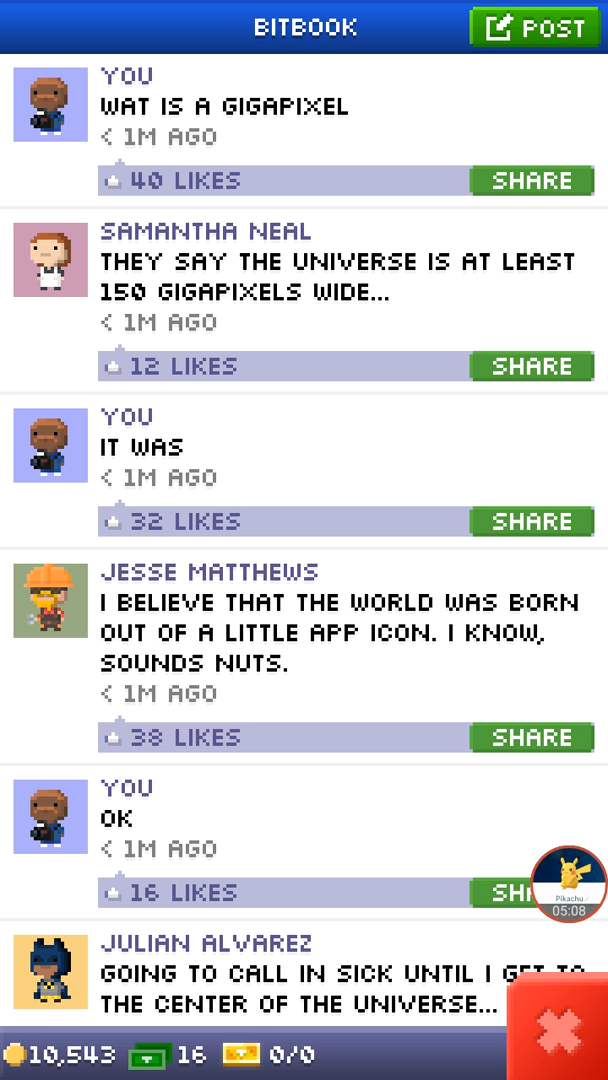 BITBOOK
POST
YOU
WAT IS A GIGAPIXEL
< 1M AGO
40 LIKES
SHARE
SAMANTHA NEAL
THEY SAY THE UNIVERSE IS AT LEAST
150 GIGAPIXELS WIDE...
< 1M AGO
12 LIKES
SHARE
YOU
IT WAS
< 1M AGO
32 LIKES
SHARE
JESSE MATTHEWS
I BELIEVE THAT THE WORLD WAS BORN
OUT OF A LITTLE APP ICON. I KNOW,
SOUNDS NUTS.
< 1M AGO
38 LIKES
SHARE
YOU
OK
< 1M AGO
16 LIKES
Pikachu
05:08
JULIAN ALVAREZ
GOING TO CALL IN SICK UNTIL I GET TO
THE CENTER OF THE UNIVERSE...
10,543
16
0/0